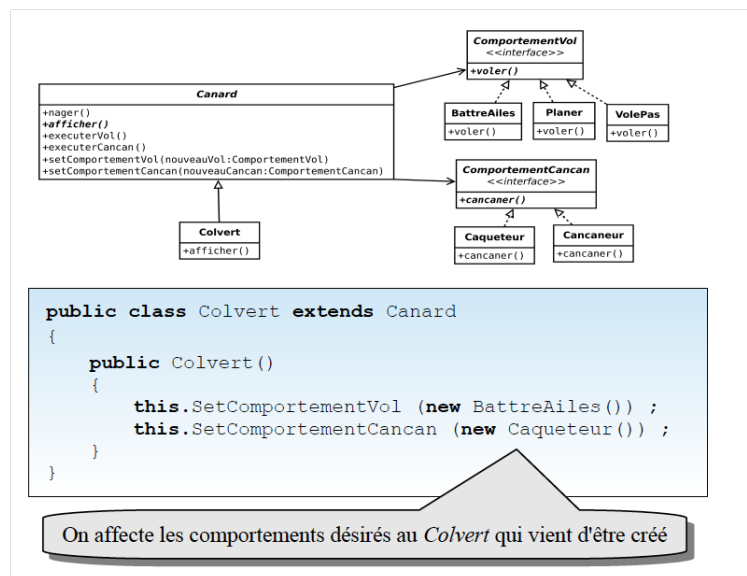 ComportementVol
<<interface>>
+voler()
Canard
+nager()
+afficher()
+executerVol()
+executerCancan()
+setComportementVol(nouveauVol:ComportementVol)
+setComportementCancan(nouveauCancan:ComportementCancan)
BattreAiles
+voler()
Planer
+voler()
VolePas
+voler()
ComportementCancan
<<interface>>
+cancaner()
Colvert
+afficher()
Caqueteur
+cancaner()
Cancaneur
+cancaner()
public class Colvert extends Canard
{
public Colvert()
{
this.SetComportementVol (new BattreAiles()) ;
this.SetComportementCancan (new Caqueteur()) ;
}
}
On affecte les comportements désirés au Colvert qui vient d'être créé